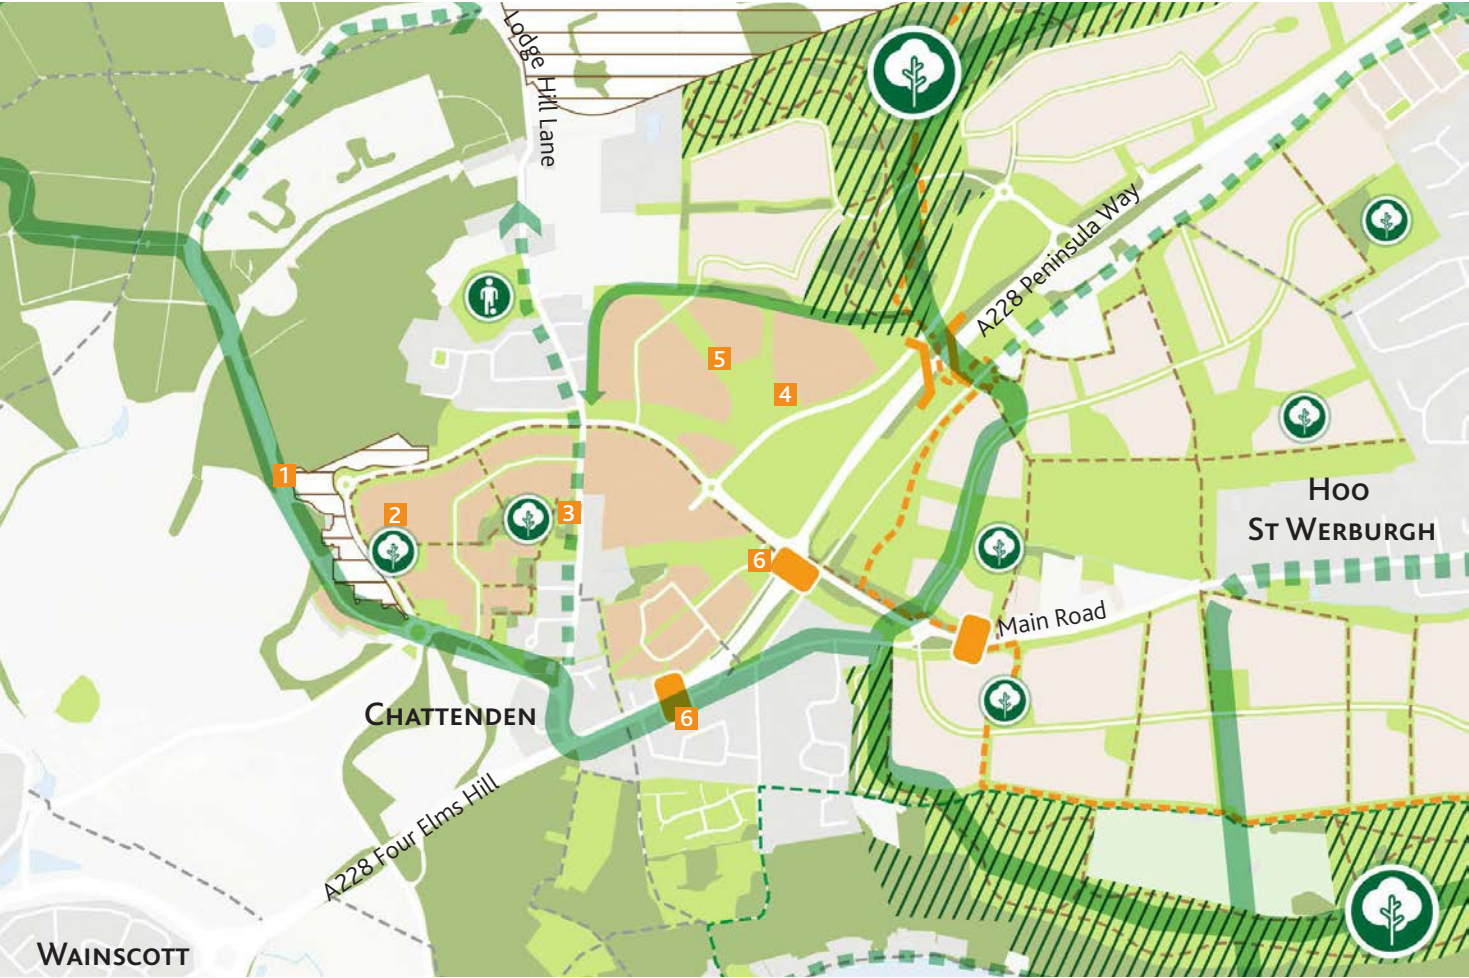 Lodge Hill Lane
A228 Peninsula Way
5
4
1
2
3
Hoo
St Werburgh
6
Main Road
Chattenden
6
A228 Four Elms Hill
Wainscott